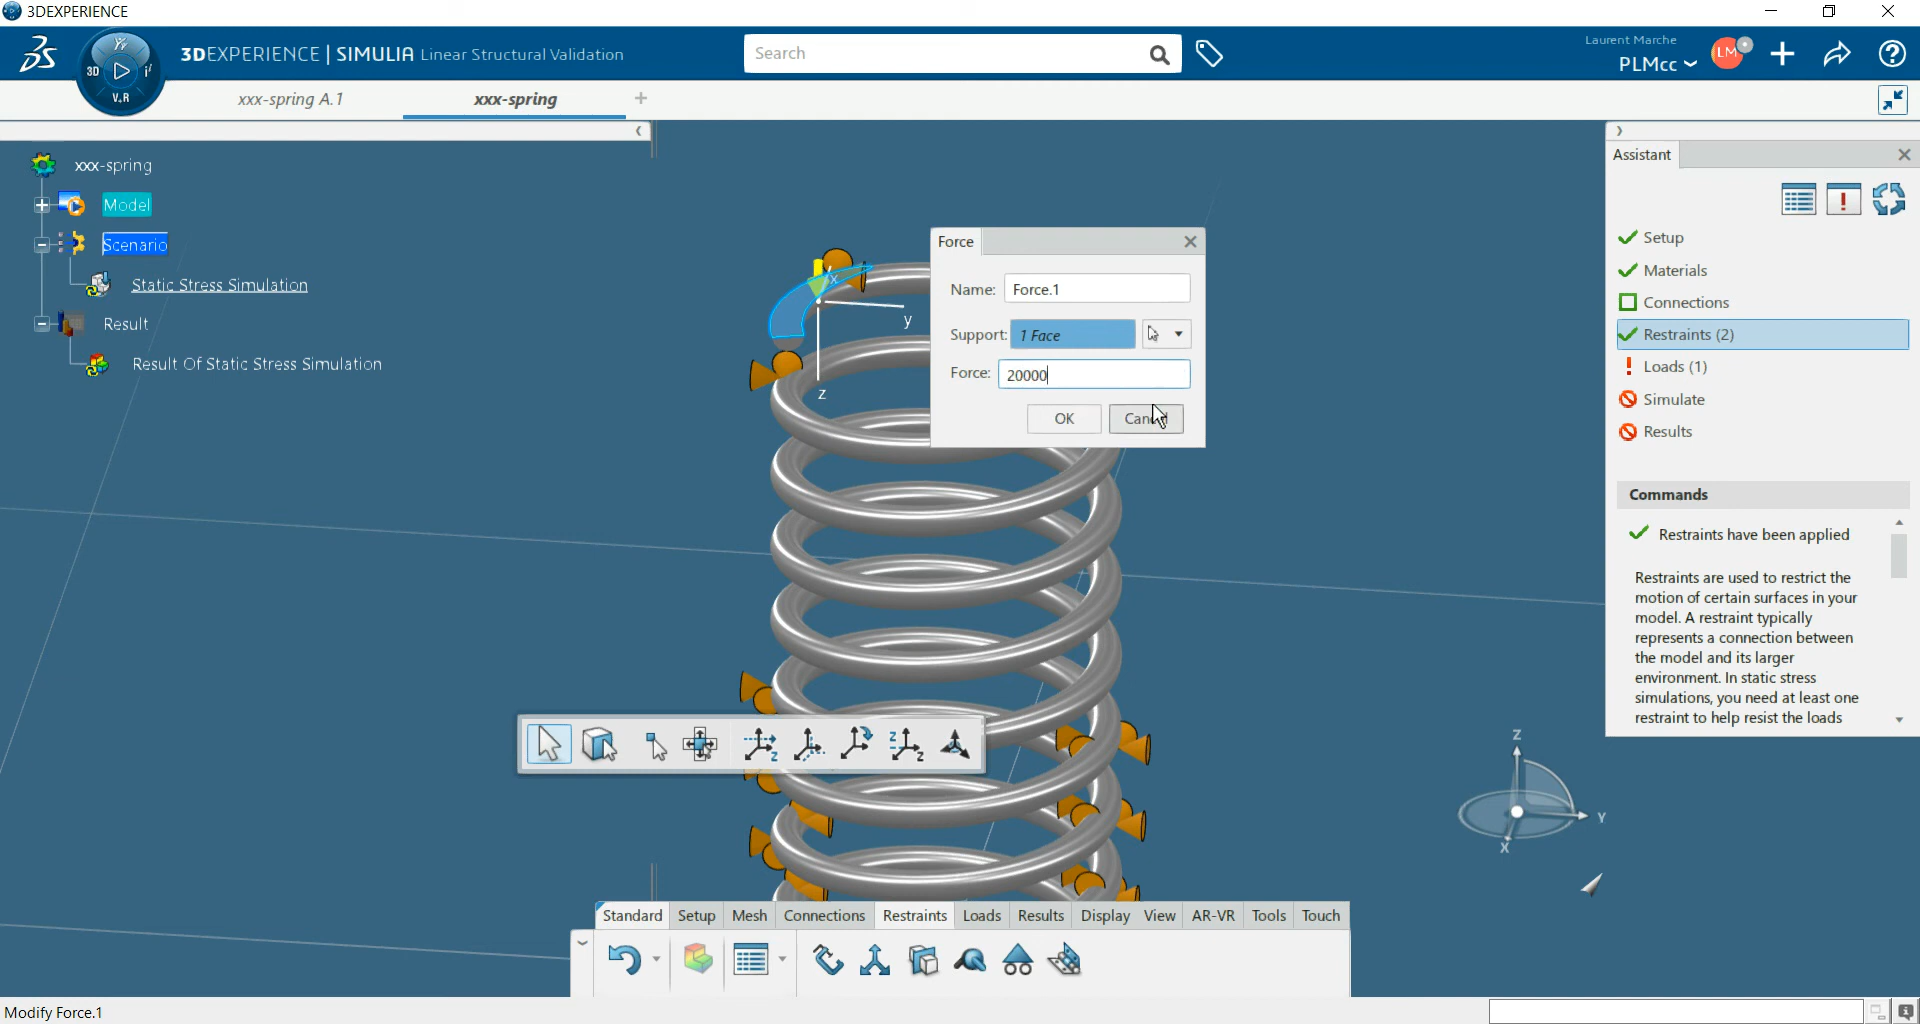 3DEXPERIENCE
3DEXPERIENCE | SIMULIA Linear Structural Validation
Search
Laurent Marche
PLMcc
LM
3D
V.R
xxx-spring A.1
xxx-spring
xxx-spring
Model
Scenario
Static Stress Simulation
Result
Result Of Static Stress Simulation
x
y
z
Force
Name: Force.1
Support: 1 Face
Force: 20000
OK
Cancel
Assistant
Setup
Materials
Connections
Restraints (2)
Loads (1)
Simulate
Results
Commands
Restraints have been applied
Restraints are used to restrict the
motion of certain surfaces in your
model. A restraint typically
represents a connection between
the model and its larger
environment. In static stress
simulations, you need at least one
restraint to help resist the loads
Z
Y
X
Standard Setup Mesh Connections Restraints Loads Results Display View AR-VR Tools Touch
Modify Force.1